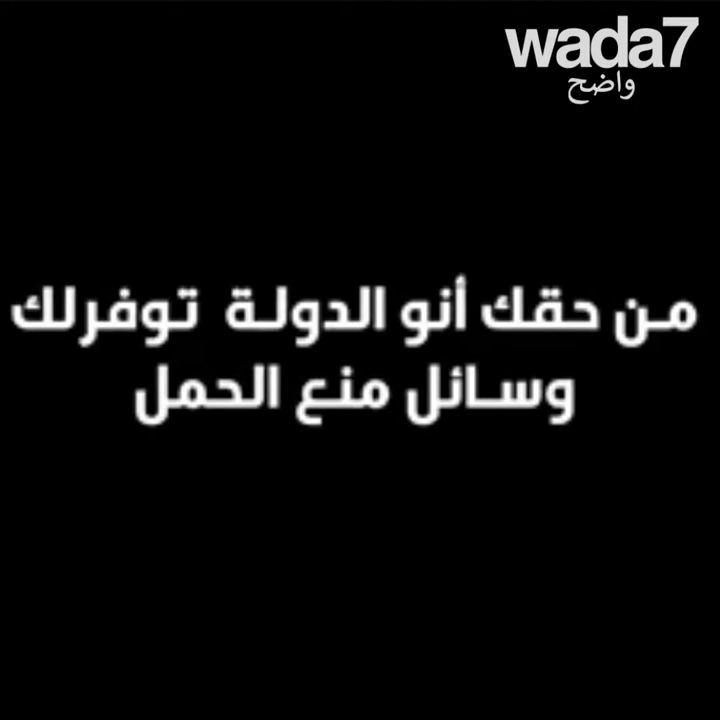 wada7
واضح
من حقك أنو الدولة توفرلك
وسائل منع الحمل